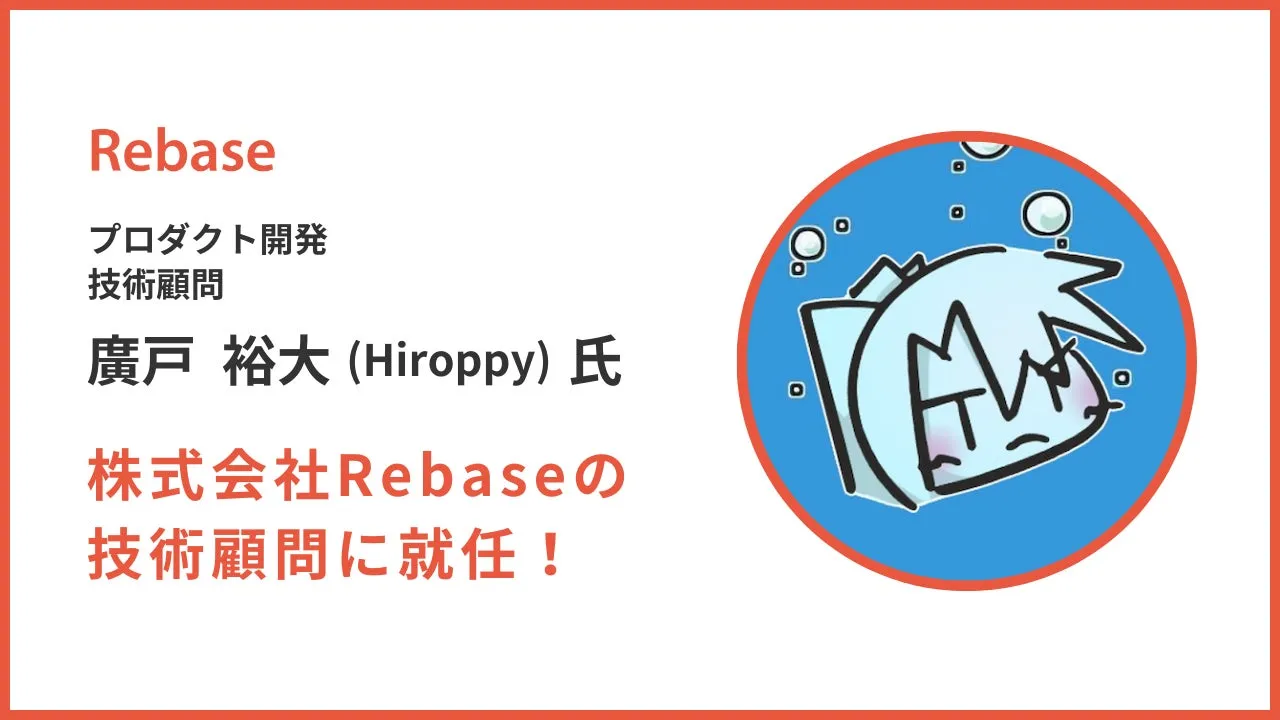 Rebase
プロダクト開発
技術顧問
廣戸 裕大 (Hiroppy) 氏
株式会社Rebaseの
技術顧問に就任！